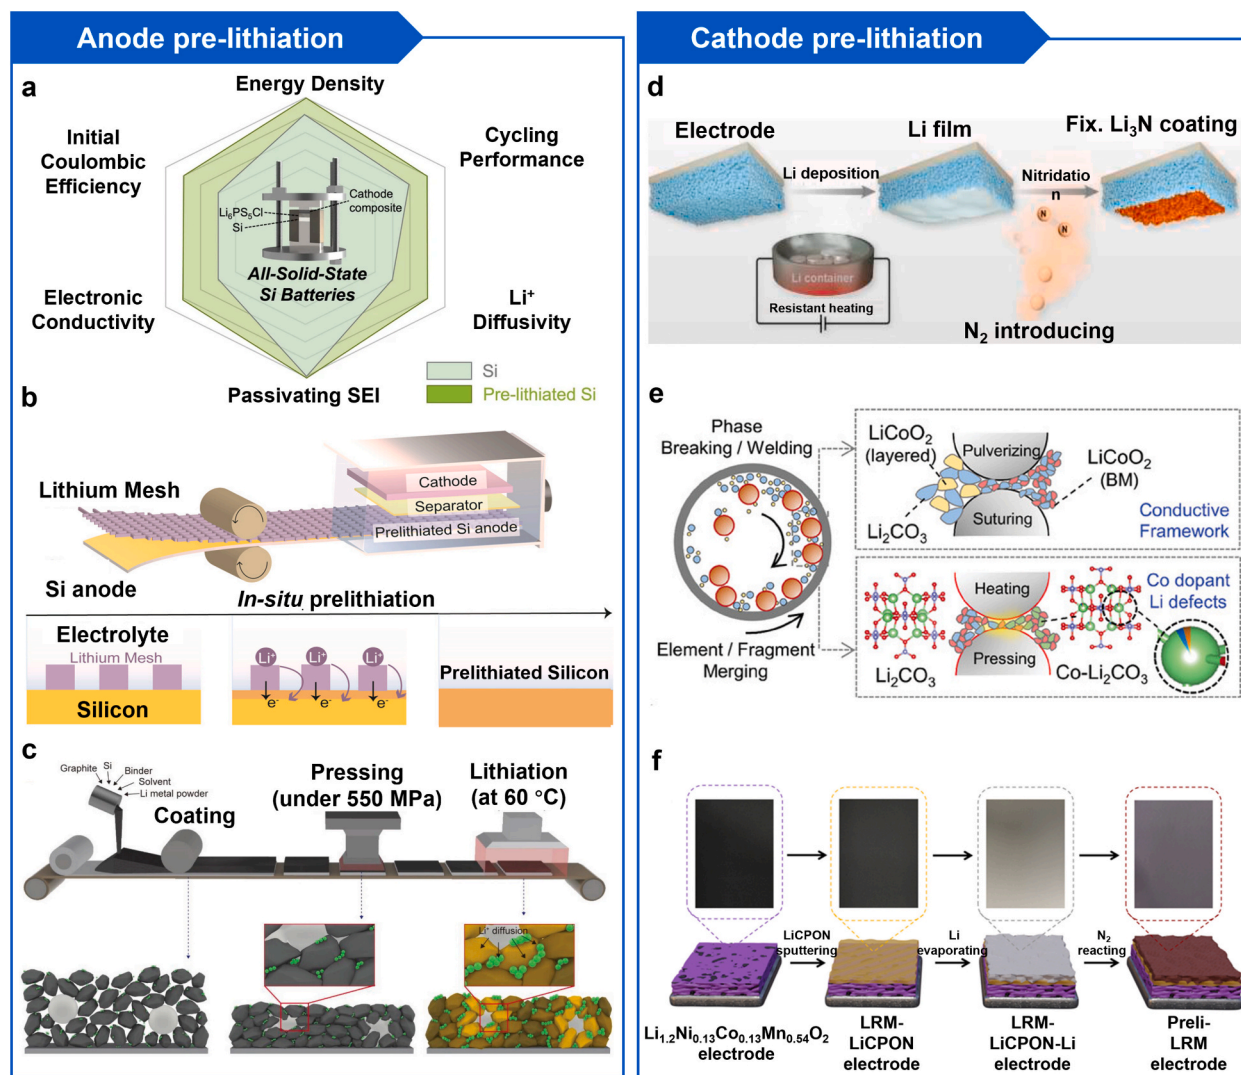 Anode pre-lithiation
a
Energy Density
Initial
Coulombic
Efficiency
Cycling
Performance
Cathode
composite
Li₆PS₅Cl
Si
All-Solid-State
Si Batteries
Electronic
Conductivity
Li⁺
Diffusivity
Passivating SEI
Si
Pre-lithiated Si
b
Lithium Mesh
Cathode
Separator
Prelithiated Si anode
Si anode
In-situ prelithiation
Electrolyte
Lithium Mesh
Silicon
Li⁺ Li⁺ Li⁺
e⁻ e⁻ e⁻
Prelithiated Silicon
c
Graphite
Si
Binder
Solvent
Li metal powder
Coating
Pressing
(under 550 MPa)
Lithiation
(at 60 °C)
Li⁺ diffusion
Cathode pre-lithiation
d
Electrode
Li film
Fix. Li₃N coating
Li deposition
Nitridatio
n
N
N
Li container
Resistant heating
N₂ introducing
e
Phase
Breaking / Welding
Element / Fragment
Merging
LiCoO₂
(layered)
Li₂CO₃
Pulverizing
Suturing
LiCoO₂
(BM)
Conductive
Framework
Heating
Pressing
Li₂CO₃
Co-Li₂CO₃
Co dopant
Li defects
f
LiCPON
sputtering
Li
evaporating
N₂
reacting
Li₁.₂Ni₀.₁₃Co₀.₁₃Mn₀.₅₄O₂
electrode
LRM-
LiCPON
electrode
LRM-
LiCPON-Li
electrode
Preli-
LRM
electrode